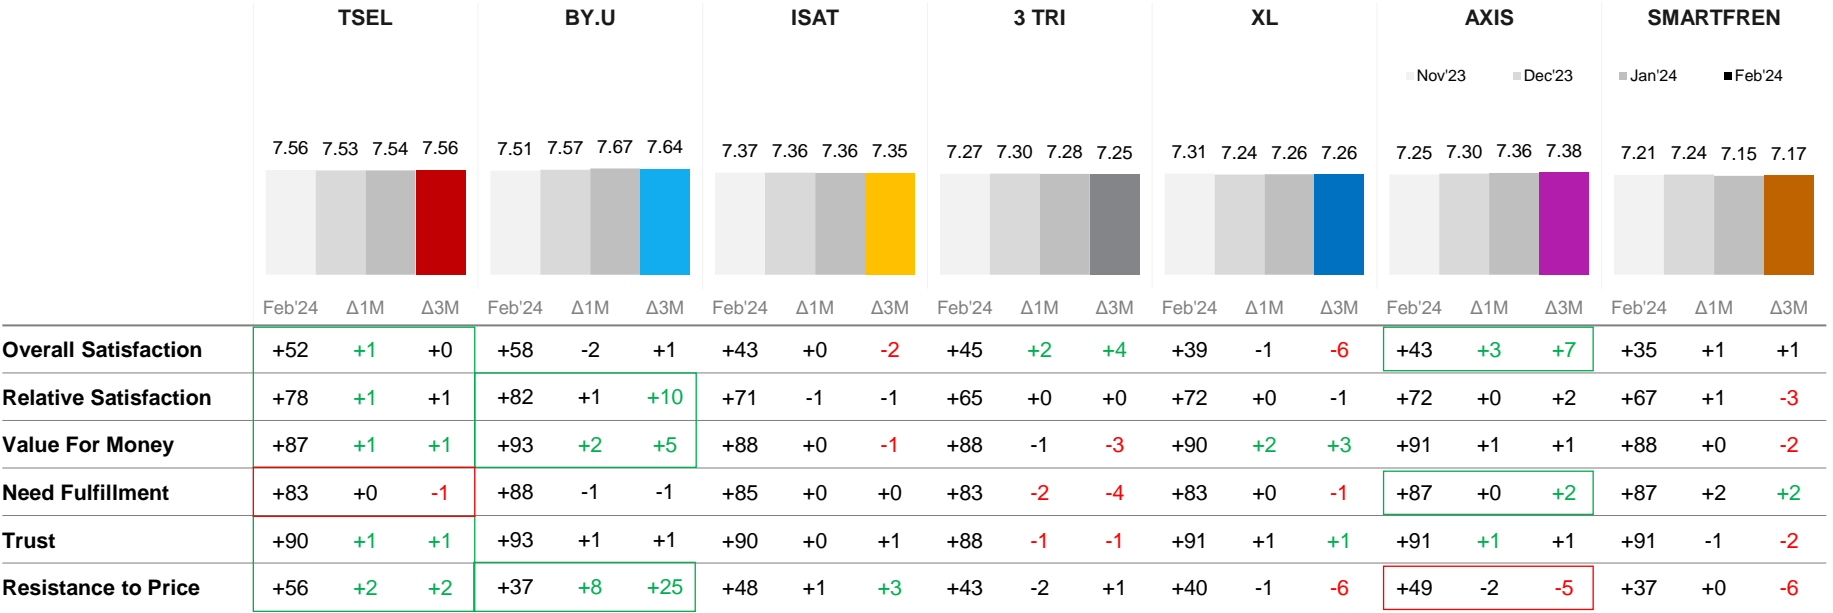 TSEL BY.U ISAT 3 TRI XL AXIS SMARTFREN
Nov'23 Dec'23 Jan'24 Feb'24
7.56 7.53 7.54 7.56 7.51 7.57 7.67 7.64 7.37 7.36 7.36 7.35 7.27 7.30 7.28 7.25 7.31 7.24 7.26 7.26 7.25 7.30 7.36 7.38 7.21 7.24 7.15 7.17
Feb'24 Δ1M Δ3M Feb'24 Δ1M Δ3M Feb'24 Δ1M Δ3M Feb'24 Δ1M Δ3M Feb'24 Δ1M Δ3M Feb'24 Δ1M Δ3M Feb'24 Δ1M Δ3M
Overall Satisfaction +52 +1 +0 +58 -2 +1 +43 +0 -2 +45 +2 +4 +39 -1 -6 +43 +3 +7 +35 +1 +1
Relative Satisfaction +78 +1 +1 +82 +1 +10 +71 -1 -1 +65 +0 +0 +72 +0 -1 +72 +0 +2 +67 +1 -3
Value For Money +87 +1 +1 +93 +2 +5 +88 +0 -1 +88 -1 -3 +90 +2 +3 +91 +1 +1 +88 +0 -2
Need Fulfillment +83 +0 -1 +88 -1 -1 +85 +0 +0 +83 -2 -4 +83 +0 -1 +87 +0 +2 +87 +2 +2
Trust +90 +1 +1 +93 +1 +1 +90 +0 +1 +88 -1 -1 +91 +1 +1 +91 +1 +1 +91 -1 -2
Resistance to Price +56 +2 +2 +37 +8 +25 +48 +1 +3 +43 -2 +1 +40 -1 -6 +49 -2 -5 +37 +0 -6